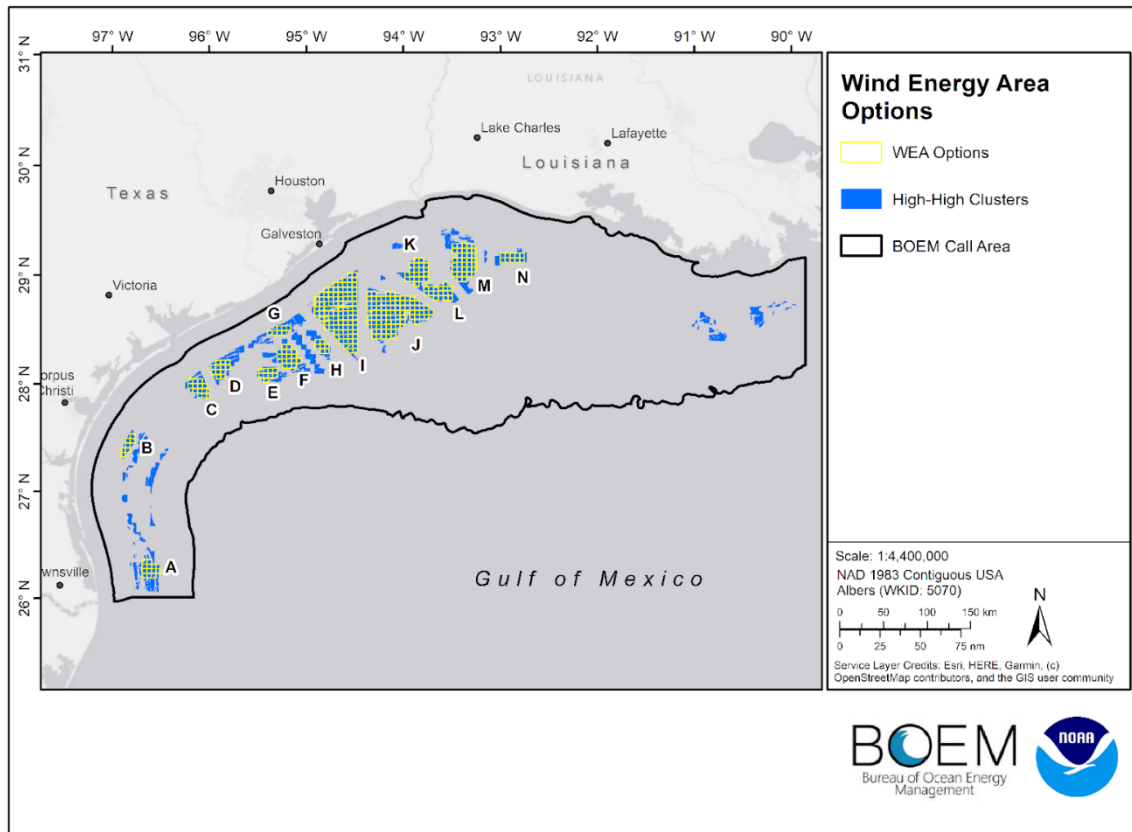 97° W
96° W
95° W
94° W
93° W
92° W
91° W
90° W
31° N
30° N
29° N
28° N
27° N
26° N
LOUISIANA
Lake Charles
Lafayette
Louisiana
Texas
Houston
Galveston
Victoria
orpus
Christi
wnsville
K
N
M
L
G
J
I
H
F
E
D
C
B
A
Gulf of Mexico
Wind Energy Area
Options
WEA Options
High-High Clusters
BOEM Call Area
Scale: 1:4,400,000
NAD 1983 Contiguous USA
Albers (WKID: 5070)
0 50 100 150 km
0 25 50 75 nm
N
Service Layer Credits: Esri, HERE, Garmin, (c)
OpenStreetMap contributors, and the GIS user community
BOEM
Bureau of Ocean Energy
Management
NOAA